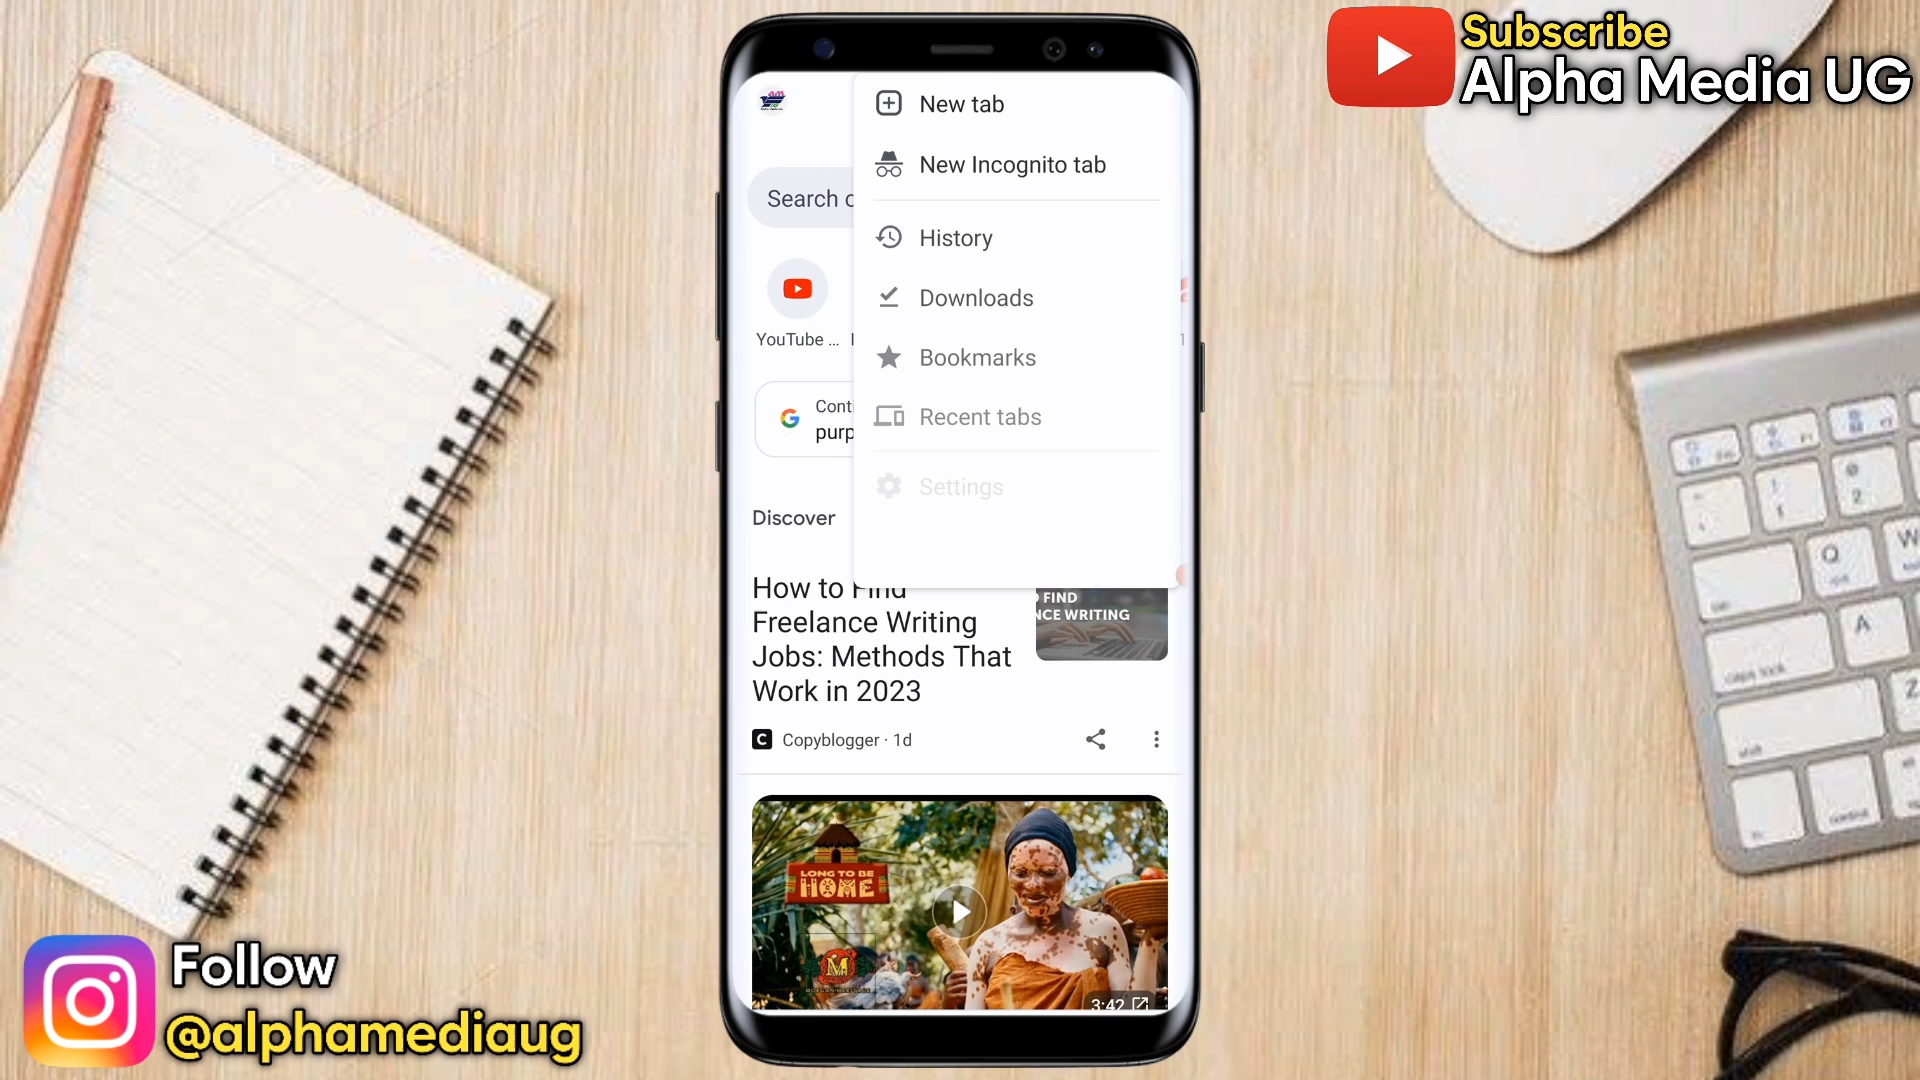 Subscribe
Alpha Media UG
New tab
New Incognito tab
Search
History
Downloads
YouTube ...
Bookmarks
Recent tabs
Settings
Discover
How to Find
Freelance Writing
Jobs: Methods That
Work in 2023
FIND
NCE WRITING
C Copyblogger · 1d
LONG TO BE
HOME
M
3:42
Follow
@alphamediaug
Q
W
A
Z
2